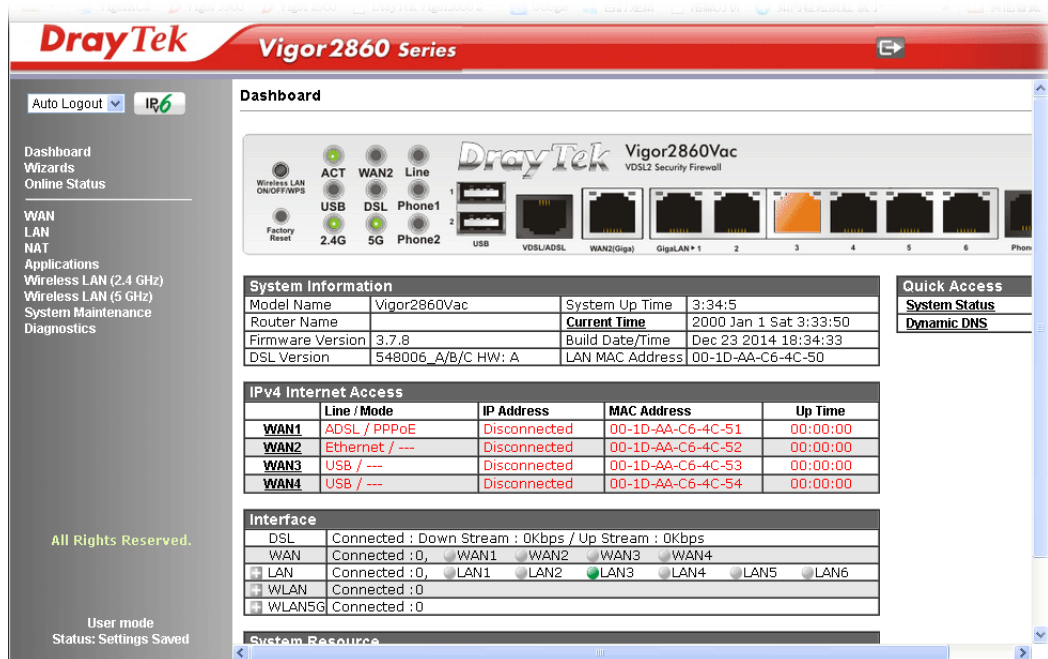 DrayTek
Vigor2860 Series
Auto Logout
IPv6
Dashboard
Wizards
Online Status
WAN
LAN
NAT
Applications
Wireless LAN (2.4 GHz)
Wireless LAN (5 GHz)
System Maintenance
Diagnostics
All Rights Reserved.
User mode
Status: Settings Saved
Dashboard
DrayTek
Vigor2860Vac
VDSL2 Security Firewall
Wireless LAN
ON/OFF/WPS
ACT WAN2 Line
USB DSL Phone1
Factory
Reset
2.4G 5G Phone2
1
2
USB VDSL/ADSL WAN2(Giga) GigaLAN 1 2 3 4 5 6 Phon
System Information
Model Name Vigor2860Vac System Up Time 3:34:5
Router Name Current Time 2000 Jan 1 Sat 3:33:50
Firmware Version 3.7.8 Build Date/Time Dec 23 2014 18:34:33
DSL Version 548006_A/B/C HW: A LAN MAC Address 00-1D-AA-C6-4C-50
Quick Access
System Status
Dynamic DNS
IPv4 Internet Access
Line / Mode IP Address MAC Address Up Time
WAN1 ADSL / PPPoE Disconnected 00-1D-AA-C6-4C-51 00:00:00
WAN2 Ethernet / --- Disconnected 00-1D-AA-C6-4C-52 00:00:00
WAN3 USB / --- Disconnected 00-1D-AA-C6-4C-53 00:00:00
WAN4 USB / --- Disconnected 00-1D-AA-C6-4C-54 00:00:00
Interface
DSL Connected : Down Stream : 0Kbps / Up Stream : 0Kbps
WAN Connected :0, WAN1 WAN2 WAN3 WAN4
LAN Connected :0, LAN1 LAN2 LAN3 LAN4 LAN5 LAN6
WLAN Connected :0
WLAN5G Connected :0
System Resource